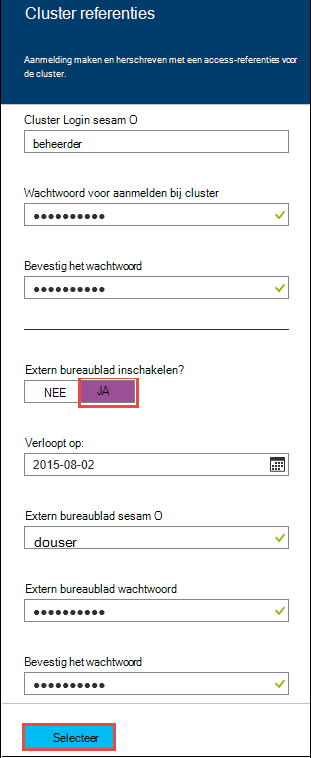 Cluster referenties
Aanmelding maken en herschreven met een access-referenties voor
de cluster.
Cluster Login sesam O
beheerder
Wachtwoord voor aanmelden bij cluster
●●●●●●●●●●
Bevestig het wachtwoord
●●●●●●●●●●
Extern bureaublad inschakelen?
NEE JA
Verloopt op:
2015-08-02
Extern bureaublad sesam O
douser
Extern bureaublad wachtwoord
●●●●●●●●●●
Bevestig het wachtwoord
●●●●●●●●●●
Selecteer